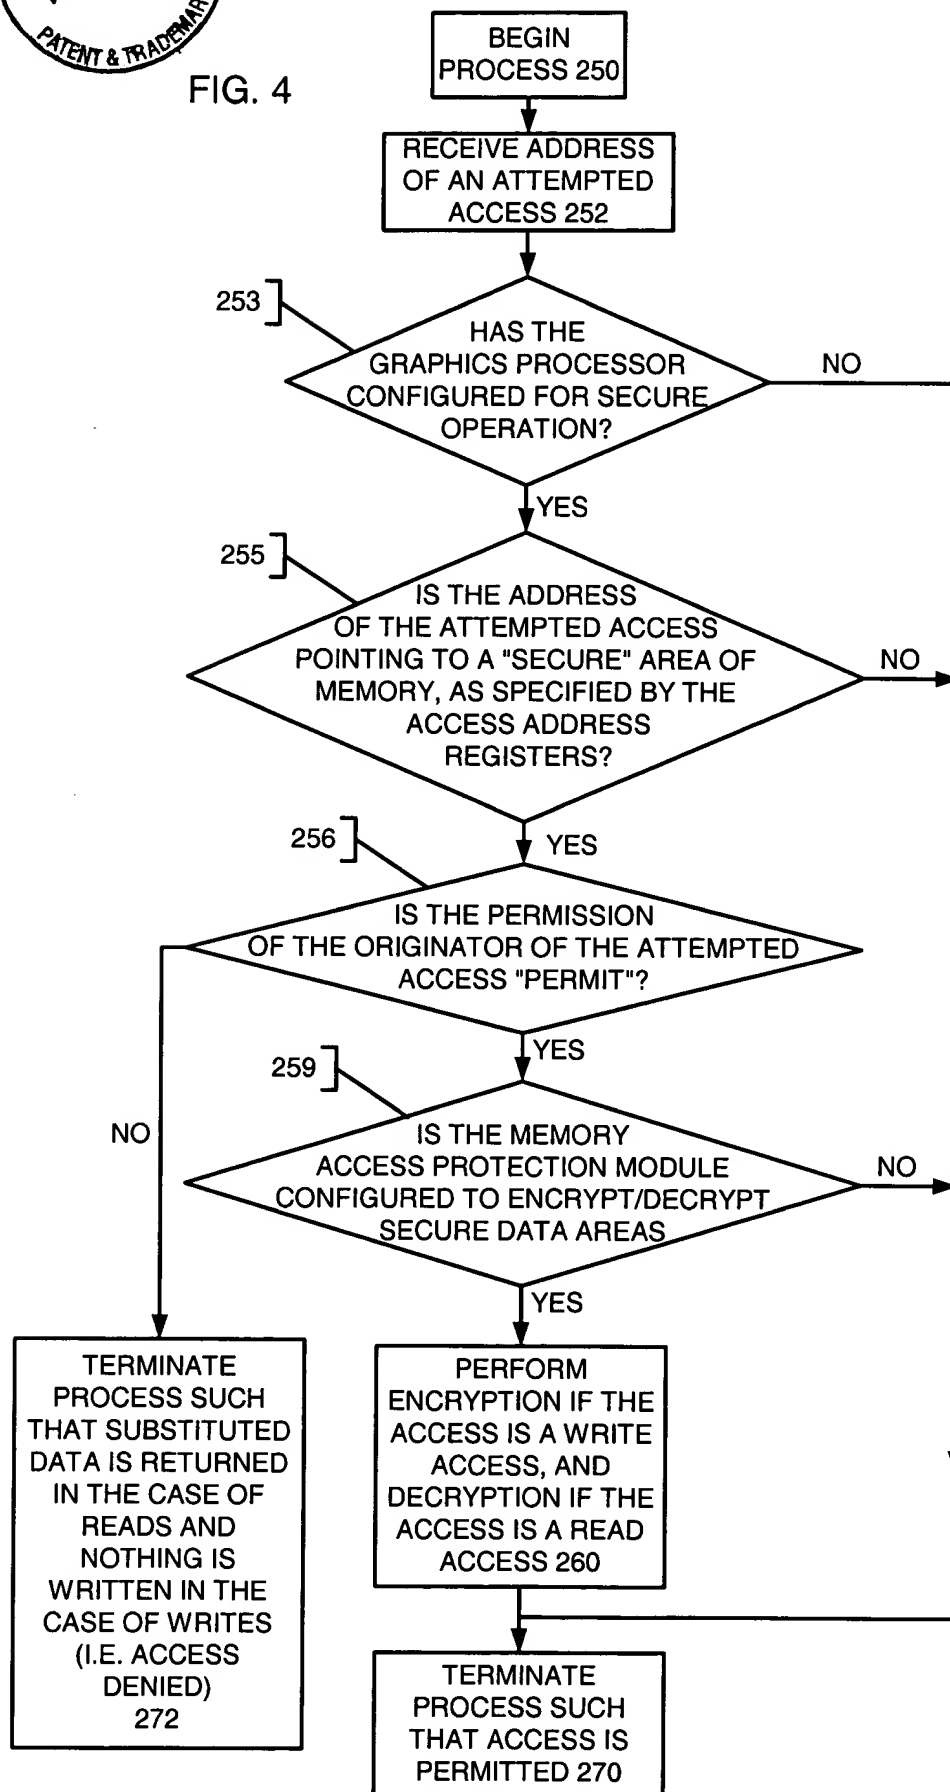 PATENT & TRADEMAR
FIG. 4
BEGIN
PROCESS 250
RECEIVE ADDRESS
OF AN ATTEMPTED
ACCESS 252
253
HAS THE
GRAPHICS PROCESSOR
CONFIGURED FOR SECURE
OPERATION?
NO
YES
255
IS THE ADDRESS
OF THE ATTEMPTED ACCESS
POINTING TO A "SECURE" AREA OF
MEMORY, AS SPECIFIED BY THE
ACCESS ADDRESS
REGISTERS?
NO
YES
256
IS THE PERMISSION
OF THE ORIGINATOR OF THE ATTEMPTED
ACCESS "PERMIT"?
YES
NO
259
IS THE MEMORY
ACCESS PROTECTION MODULE
CONFIGURED TO ENCRYPT/DECRYPT
SECURE DATA AREAS
NO
YES
TERMINATE
PROCESS SUCH
THAT SUBSTITUTED
DATA IS RETURNED
IN THE CASE OF
READS AND
NOTHING IS
WRITTEN IN THE
CASE OF WRITES
(I.E. ACCESS
DENIED)
272
PERFORM
ENCRYPTION IF THE
ACCESS IS A WRITE
ACCESS, AND
DECRYPTION IF THE
ACCESS IS A READ
ACCESS 260
TERMINATE
PROCESS SUCH
THAT ACCESS IS
PERMITTED 270